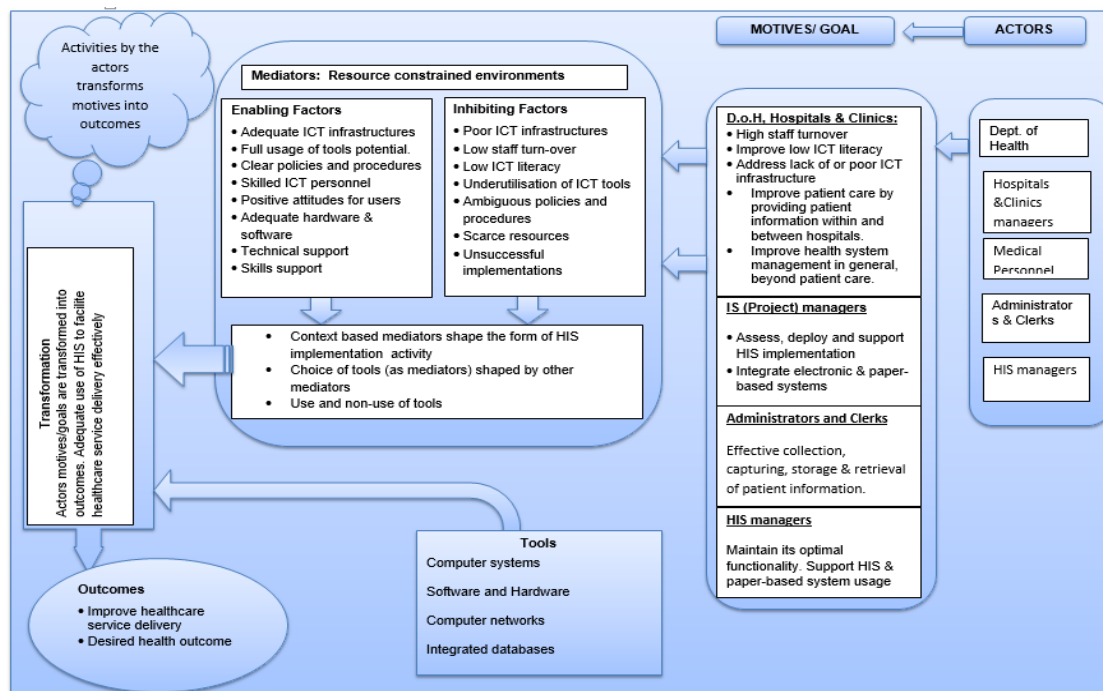 Activities by the
actors
transforms
motives into
outcomes
MOTIVES/ GOAL
ACTORS
Mediators: Resource constrained environments
Enabling Factors
• Adequate ICT infrastructures
• Full usage of tools potential.
• Clear policies and procedures
• Skilled ICT personnel
• Positive attitudes for users
• Adequate hardware &
software
• Technical support
• Skills support
Inhibiting Factors
• Poor ICT infrastructures
• Low staff turn-over
• Low ICT literacy
• Underutilisation of ICT tools
• Ambiguous policies and
procedures
• Scarce resources
• Unsuccessful
implementations
• Context based mediators shape the form of HIS
implementation activity
• Choice of tools (as mediators) shaped by other
mediators
• Use and non-use of tools
D.o.H, Hospitals & Clinics:
• High staff turnover
• Improve low ICT literacy
• Address lack of or poor ICT
infrastructure
• Improve patient care by
providing patient
information within and
between hospitals.
• Improve health system
management in general,
beyond patient care.
IS (Project) managers
• Assess, deploy and support
HIS implementation
• Integrate electronic & paper-
based systems
Administrators and Clerks
Effective collection,
capturing, storage & retrieval
of patient information.
HIS managers
Maintain its optimal
functionality. Support HIS &
paper-based system usage
Dept. of
Health
Hospitals
&Clinics
managers
Medical
Personnel
Administrator
s & Clerks
HIS managers
Transformation
Actors motives/goals are transformed into
outcomes. Adequate use of HIS to facilite
healthcare service delivery effectively
Tools
Computer systems
Software and Hardware
Computer networks
Integrated databases
Outcomes
• Improve healthcare
service delivery
• Desired health outcome